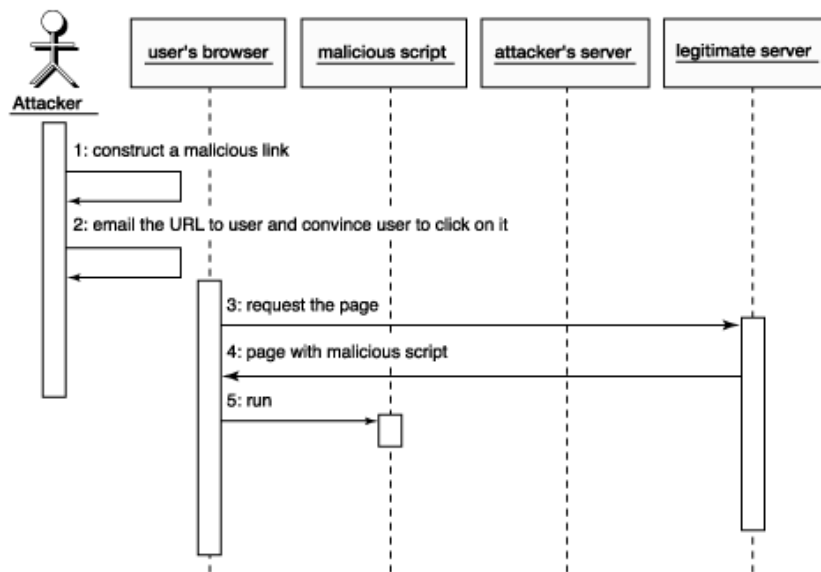 user's browser
malicious script
attacker's server
legitimate server
Attacker
1: construct a malicious link
2: email the URL to user and convince user to click on it
3: request the page
4: page with malicious script
5: run